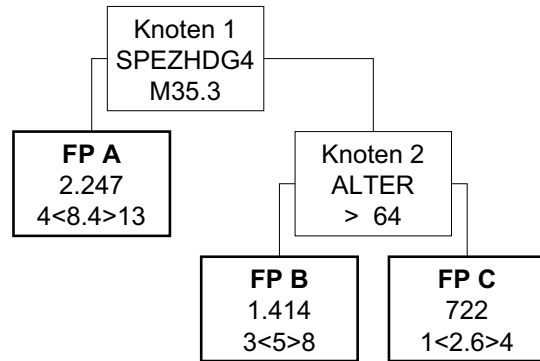 Knoten 1
SPEZHDG4
M35.3
FP A
2.247
4<8.4>13
Knoten 2
ALTER
> 64
FP B
1.414
3<5>8
FP C
722
1<2.6>4